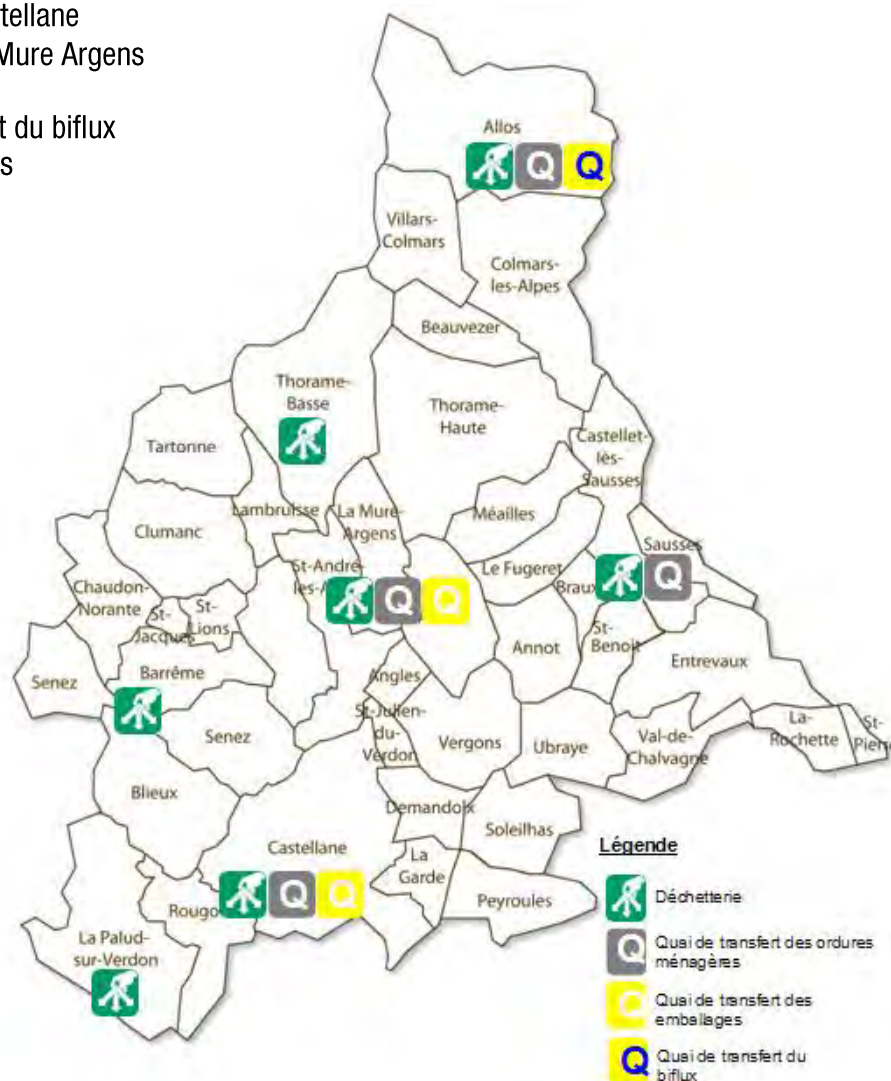 tellane
Mure Argens
t du biflux
s
Allos
Q Q
Villars-
Colmars
Colmars-
les-Alpes
Beauvezer
Thorame-
Basse
Thorame-
Haute
Castellet-
lès-
Sausses
Tartonne
Lambruisse
La Mure-
Argens
Méailles
Clumanc
Sausses
St-André-
les-A
Q Q
Le Fugeret
Braux
Q
Chaudon-
Norante
St-
Jacques
St-
Lions
St-
Benoit
Annot
Entrevaux
Senez
Barrême
Angles
St-Julien-
du-
Verdon
Senez
Vergons
Ubraye
Val-de-
Chalvagne
La-
Rochette
St-
Pierre
Blieux
Demandolx
Soleilhas
Castellane
La
Garde
Légende
Q Q
Rougo
Peyroules
Déchetterie
La Palud-
sur-Verdon
Q
Quai de transfert des ordures
ménagères
Q
Quai de transfert des
emballages
Q
Quai de transfert du
biflux